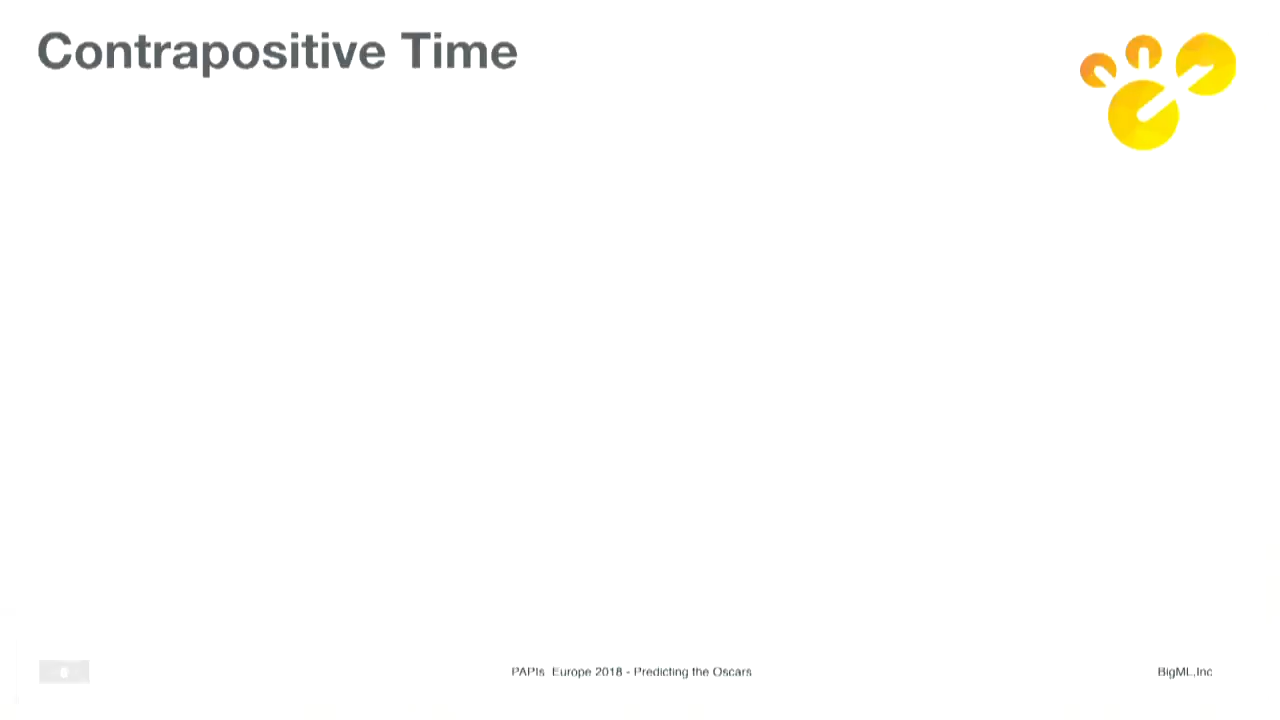 Contrapositive Time
PAPIs Europe 2018 - Predicting the Oscars
BigML,Inc